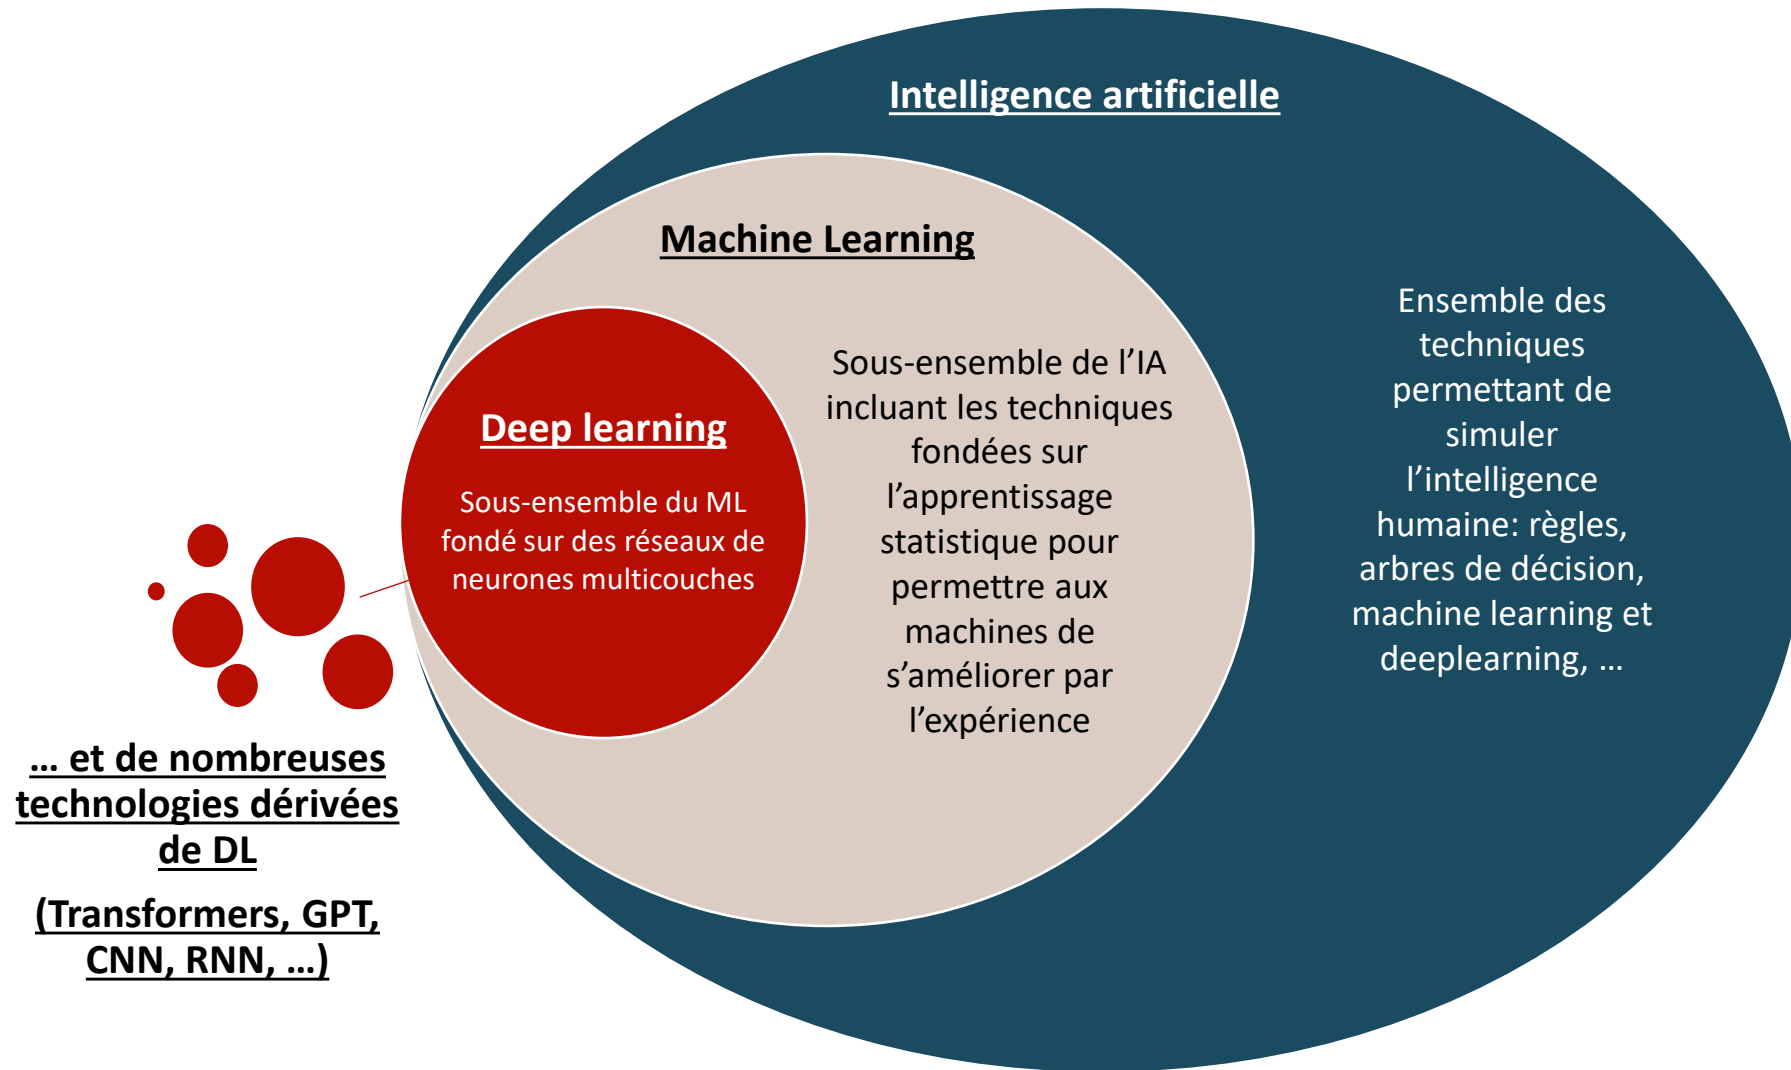 Intelligence artificielle
Machine Learning
Deep learning
Sous-ensemble du ML
fondé sur des réseaux de
neurones multicouches
Sous-ensemble de l’IA
incluant les techniques
fondées sur
l’apprentissage
statistique pour
permettre aux
machines de
s’améliorer par
l’expérience
Ensemble des
techniques
permettant de
simuler
l’intelligence
humaine: règles,
arbres de décision,
machine learning et
deeplearning, …
… et de nombreuses
technologies dérivées
de DL
(Transformers, GPT,
CNN, RNN, …)